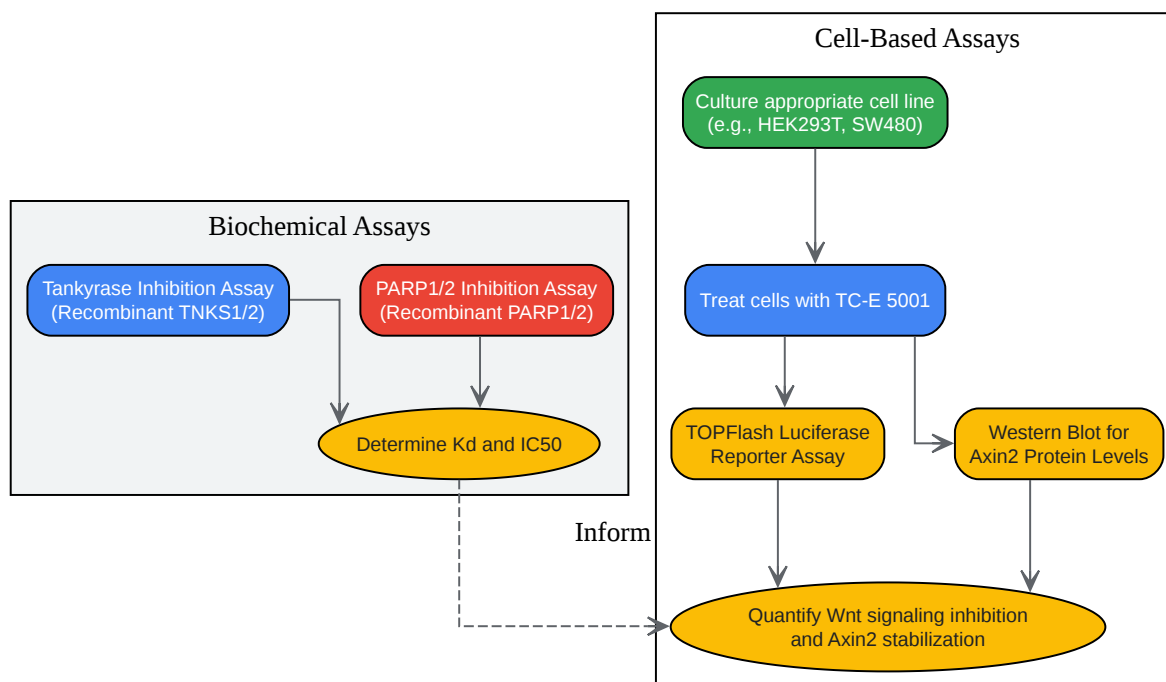 Cell-Based Assays
Culture appropriate cell line
(e.g., HEK293T, SW480)
Biochemical Assays
Tankyrase Inhibition Assay
(Recombinant TNKS1/2)
PARP1/2 Inhibition Assay
(Recombinant PARP1/2)
Treat cells with TC-E 5001
Determine Kd and IC50
TOPFlash Luciferase
Reporter Assay
Western Blot for
Axin2 Protein Levels
Inform
Quantify Wnt signaling inhibition
and Axin2 stabilization